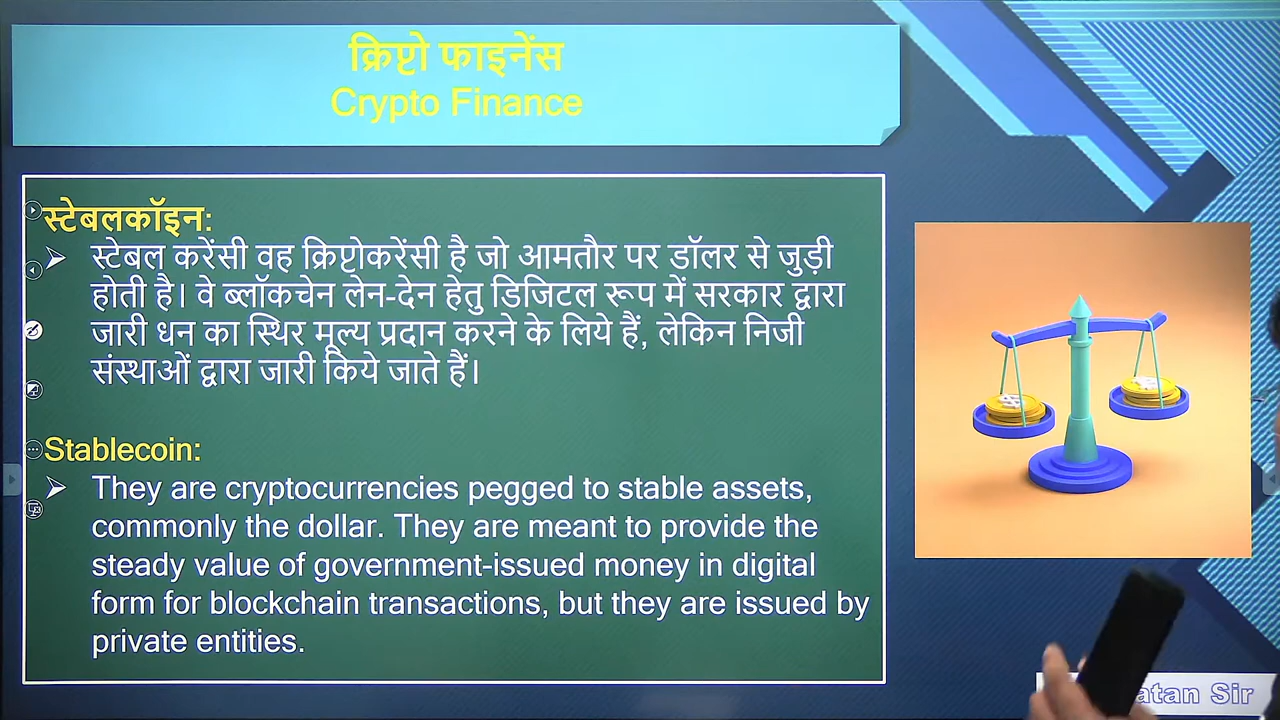 क्रिप्टो फाइनेंस
Crypto Finance
स्टेबलकॉइन:
स्टेबल करेंसी वह क्रिप्टोकरेंसी है जो आमतौर पर डॉलर से जुड़ी
होती है। वे ब्लॉकचेन लेन-देन हेतु डिजिटल रूप में सरकार द्वारा
जारी धन का स्थिर मूल्य प्रदान करने के लिये हैं, लेकिन निजी
संस्थाओं द्वारा जारी किये जाते हैं।
Stablecoin:
They are cryptocurrencies pegged to stable assets,
commonly the dollar. They are meant to provide the
steady value of government-issued money in digital
form for blockchain transactions, but they are issued by
private entities.
Sir